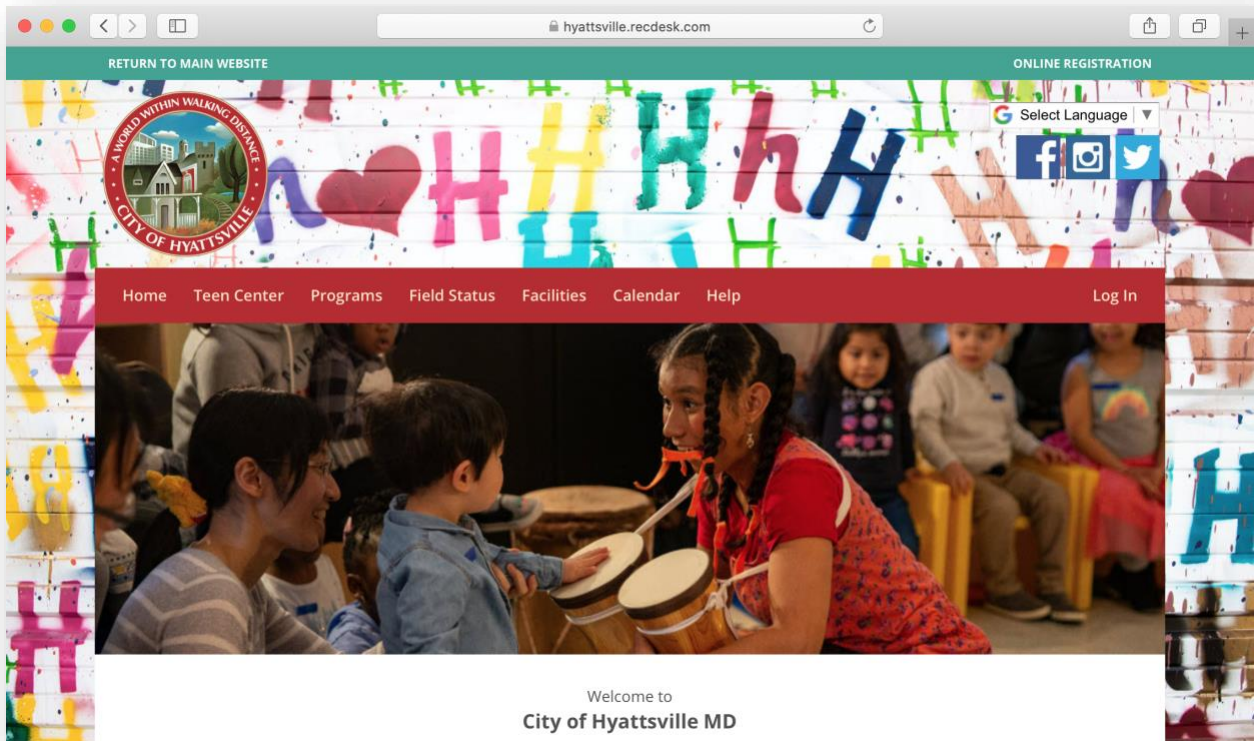 hyattsville.recdesk.com
RETURN TO MAIN WEBSITE
ONLINE REGISTRATION
A WORLD WITHIN WALKING DISTANCE
CITY OF HYATTSVILLE
G Select Language ▼
Home Teen Center Programs Field Status Facilities Calendar Help Log In
Welcome to
City of Hyattsville MD